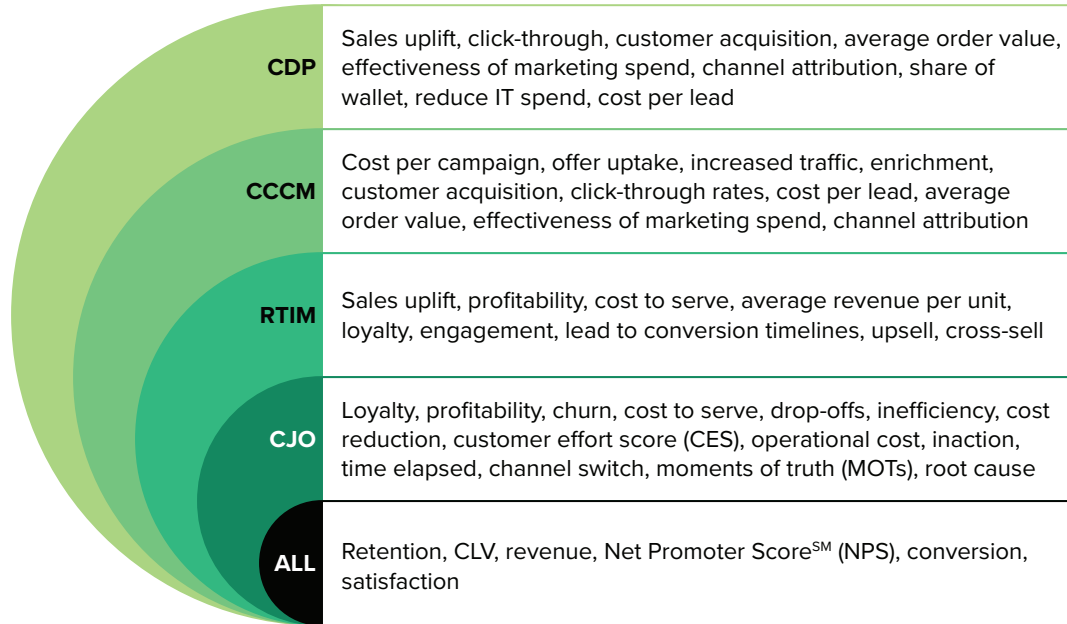 CDP
Sales uplift, click-through, customer acquisition, average order value,
effectiveness of marketing spend, channel attribution, share of
wallet, reduce IT spend, cost per lead
CCCM
Cost per campaign, offer uptake, increased traffic, enrichment,
customer acquisition, click-through rates, cost per lead, average
order value, effectiveness of marketing spend, channel attribution
RTIM
Sales uplift, profitability, cost to serve, average revenue per unit,
loyalty, engagement, lead to conversion timelines, upsell, cross-sell
CJO
Loyalty, profitability, churn, cost to serve, drop-offs, inefficiency, cost
reduction, customer effort score (CES), operational cost, inaction,
time elapsed, channel switch, moments of truth (MOTs), root cause
ALL
Retention, CLV, revenue, Net Promoter Score℠ (NPS), conversion,
satisfaction